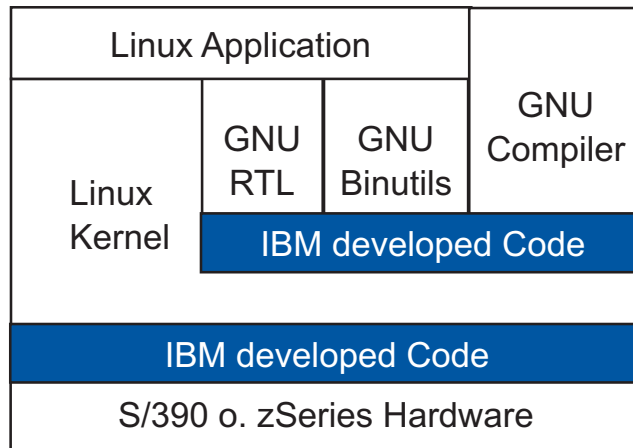 Linux Application
GNU
Compiler
GNU
RTL
GNU
Binutils
Linux
Kernel
IBM developed Code
IBM developed Code
S/390 o. zSeries Hardware